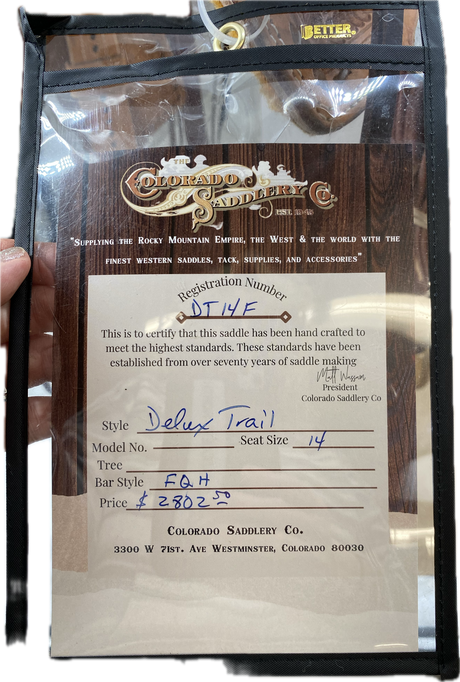 BETTER
OFFICE PRODUCTS
THE
COLORADO
SADDLERY CO.
"SUPPLYING THE ROCKY MOUNTAIN EMPIRE, THE WEST & THE WORLD WITH THE
FINEST WESTERN SADDLES, TACK, SUPPLIES, AND ACCESSORIES"
Registration Number
DT14F
This is to certify that this saddle has been hand crafted to
meet the highest standards. These standards have been
established from over seventy years of saddle making
President
Colorado Saddlery Co
Style Delux Trail
Model No. Seat Size 14
Tree
Bar Style FQH
Price $ 2802 50
COLORADO SADDLERY CO.
3300 W 71ST. AVE WESTMINSTER, COLORADO 80030